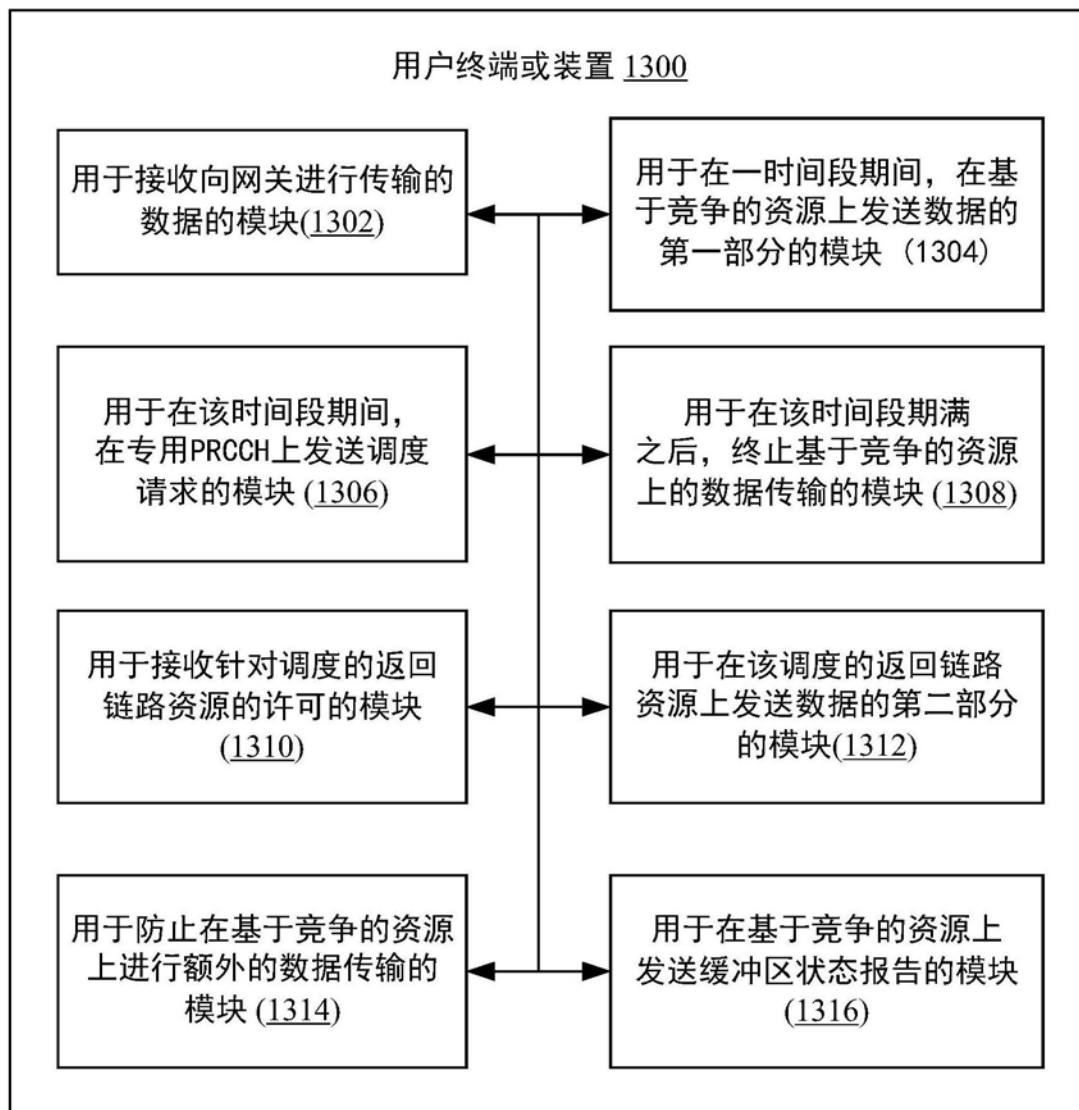 用户终端或装置 1300
用于接收向网关进行传输的
数据的模块(1302)
用于在一时间段期间，在基
于竞争的资源上发送数据的
第一部分的模块 (1304)
用于在该时间段期间，
在专用PRCCH上发送调度
请求的模块 (1306)
用于在该时间段期满
之后，终止基于竞争的资源
上的数据传输的模块 (1308)
用于接收针对调度的返回
链路资源的许可的模块
(1310)
用于在该调度的返回链路
资源上发送数据的第二部分
的模块(1312)
用于防止在基于竞争的资源
上进行额外的数据传输的
模块 (1314)
用于在基于竞争的资源上
发送缓冲区状态报告的模块
(1316)